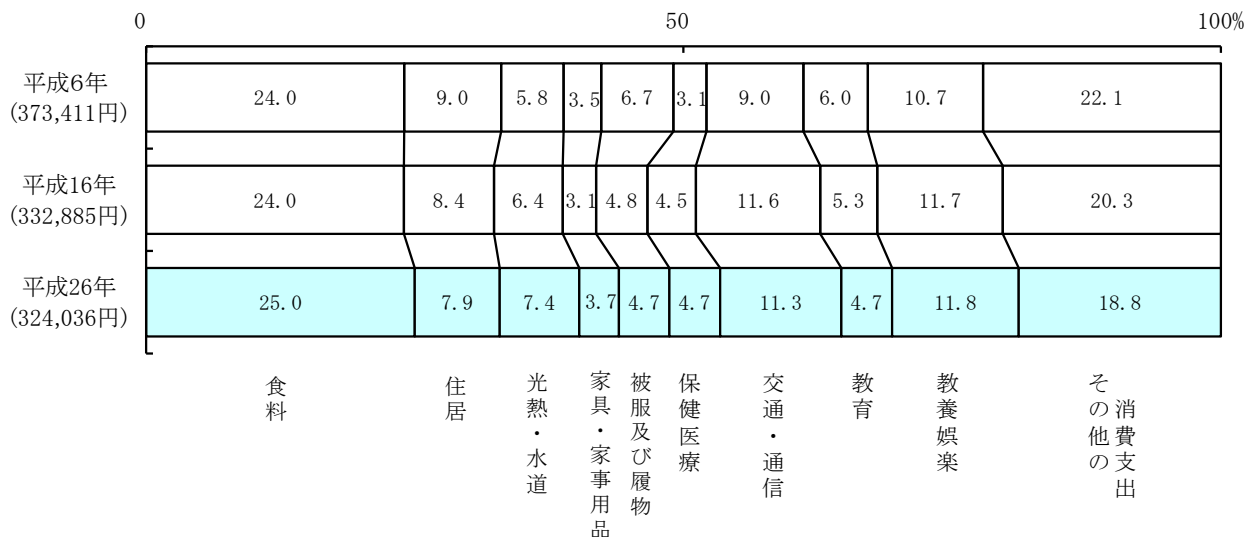 0 50 100%
平成6年
(373,411円)
24.0 9.0 5.8 3.5 6.7 3.1 9.0 6.0 10.7 22.1
平成16年
(332,885円)
24.0 8.4 6.4 3.1 4.8 4.5 11.6 5.3 11.7 20.3
平成26年
(324,036円)
25.0 7.9 7.4 3.7 4.7 4.7 11.3 4.7 11.8 18.8
食料
住居
光熱・水道
家具・家事用品
被服及び履物
保健医療
交通・通信
教育
教養娯楽
その他の
消費支出